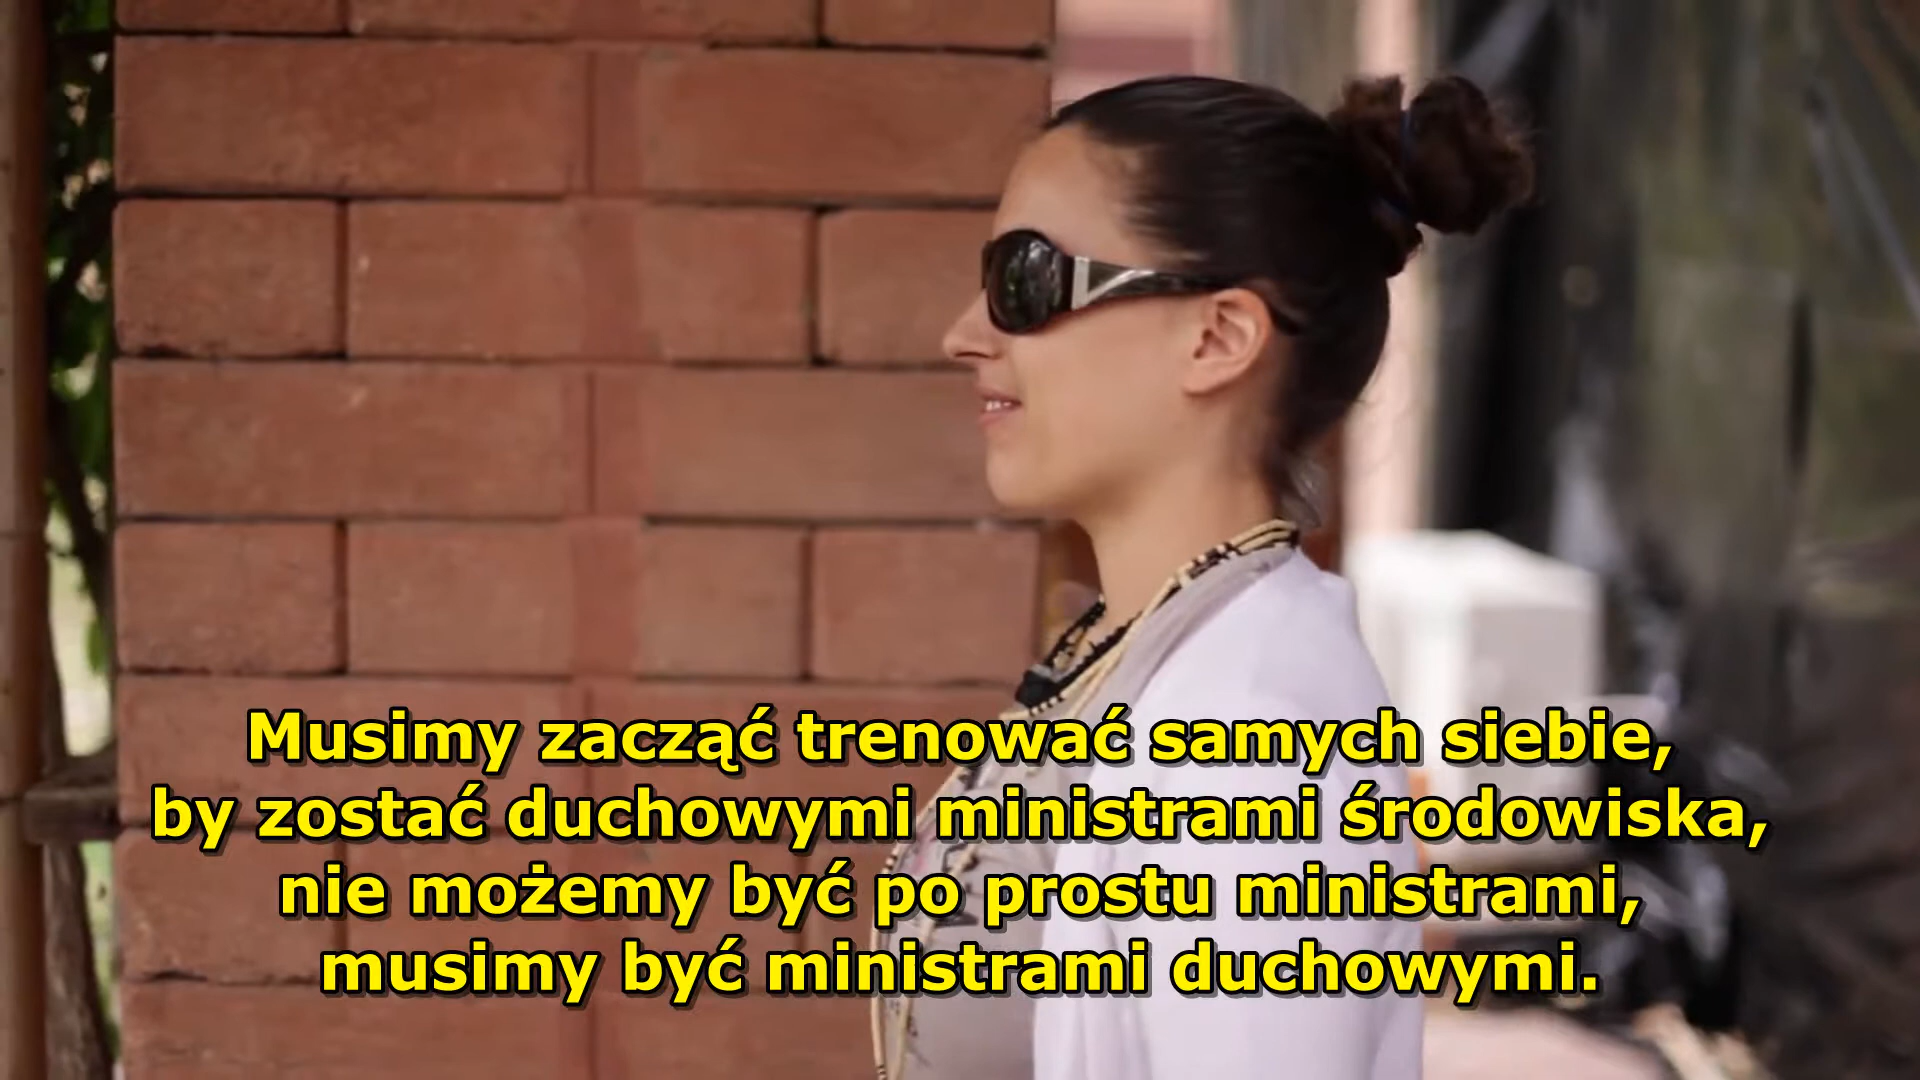 Musimy zacząć trenować samych siebie,
by zostać duchowymi ministrami środowiska,
nie możemy być po prostu ministrami,
musimy być ministrami duchowymi.